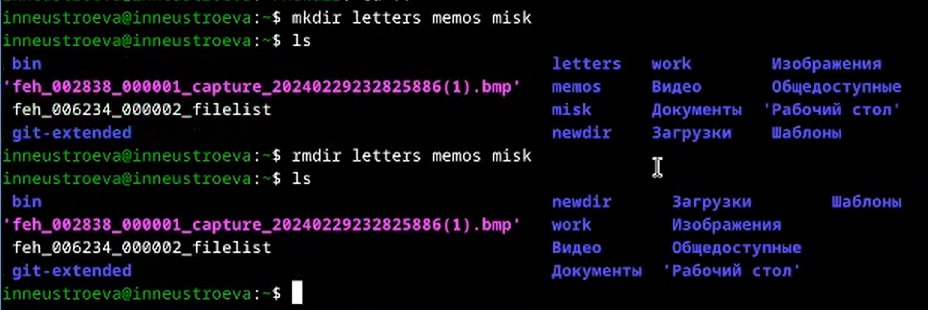 inneustroeva@inneustroeva:~$ mkdir letters memos misk
inneustroeva@inneustroeva:~$ ls
bin letters work Изображения
'feh_002838_000001_capture_20240229232825886(1).bmp' memos Видео Общедоступные
feh_006234_000002_filelist misk Документы 'Рабочий стол'
git-extended newdir Загрузки Шаблоны
inneustroeva@inneustroeva:~$ rmdir letters memos misk
inneustroeva@inneustroeva:~$ ls
bin newdir Загрузки Шаблоны
'feh_002838_000001_capture_20240229232825886(1).bmp' work Изображения
feh_006234_000002_filelist Видео Общедоступные
git-extended Документы 'Рабочий стол'
inneustroeva@inneustroeva:~$